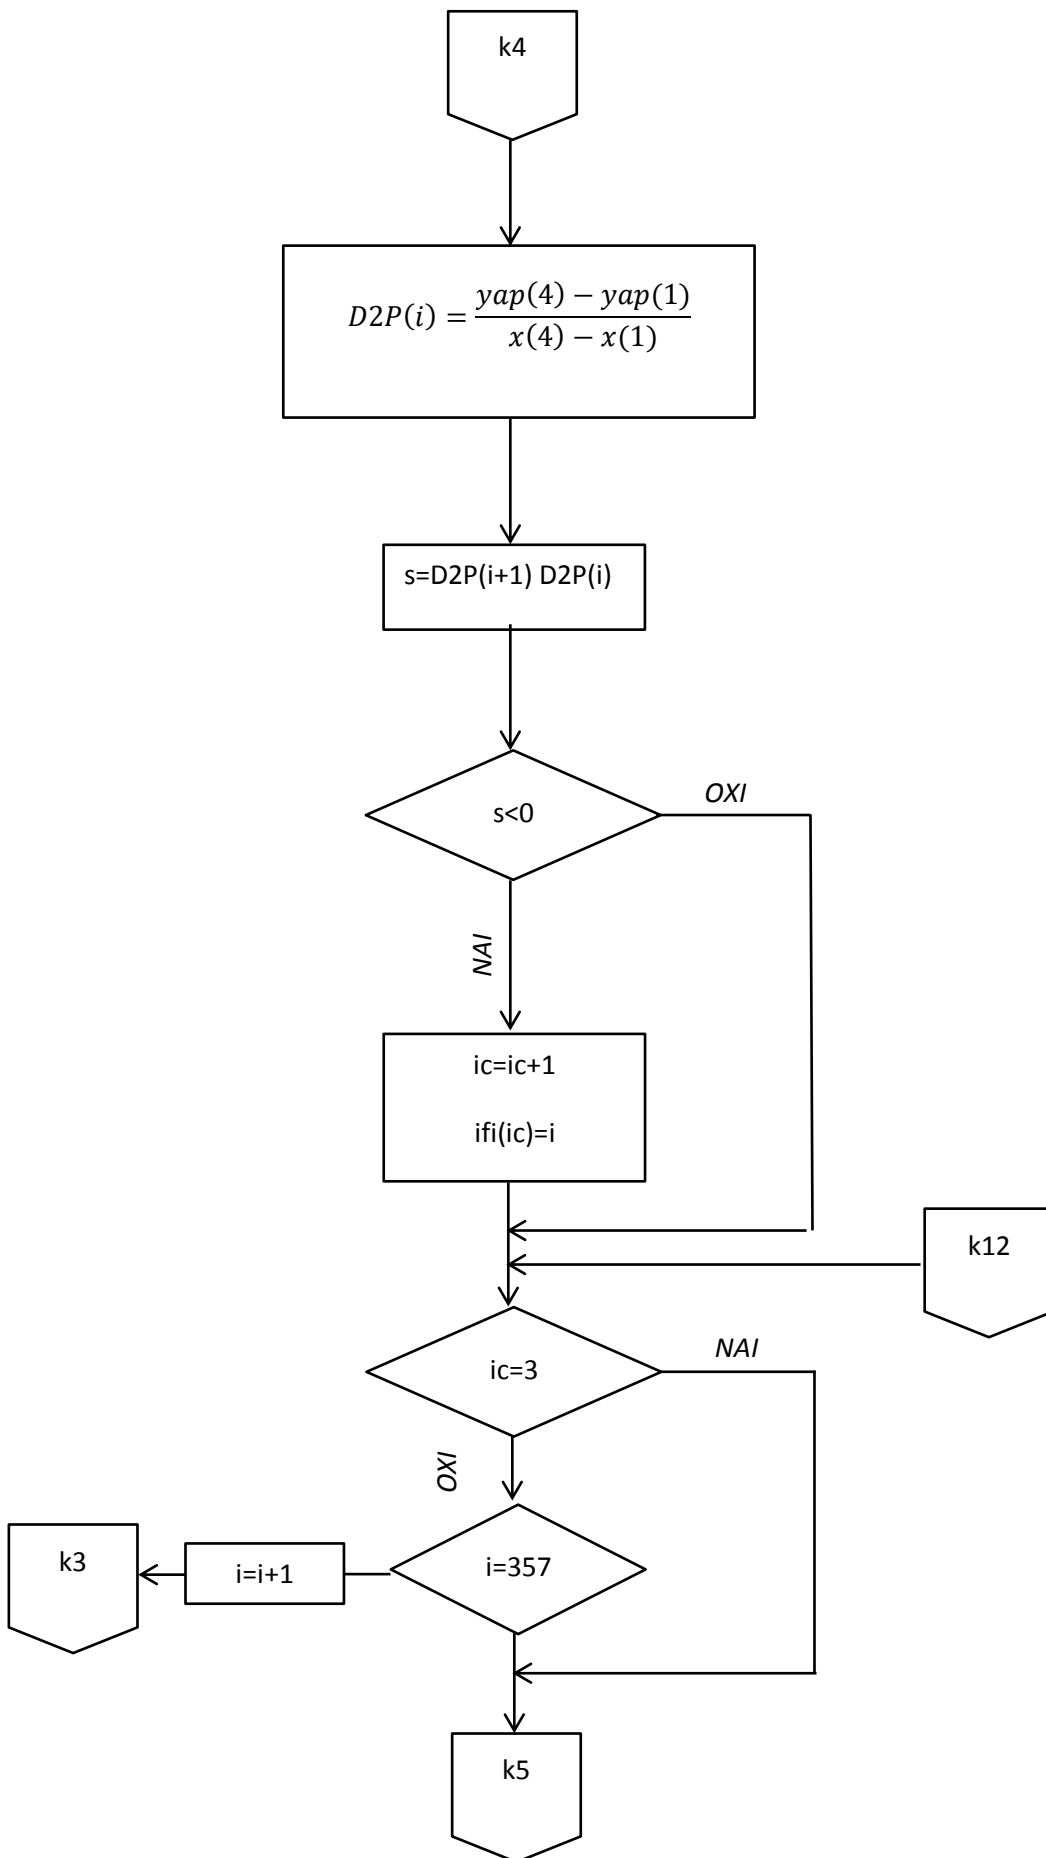 k4
D2P(i) = \frac{yap(4) − yap(1)}{x(4) − x(1)}
s=D2P(i+1) D2P(i)
s<0
OXI
NAI
ic=ic+1
ifi(ic)=i
k12
ic=3
NAI
OXI
k3
i=i+1
i=357
k5